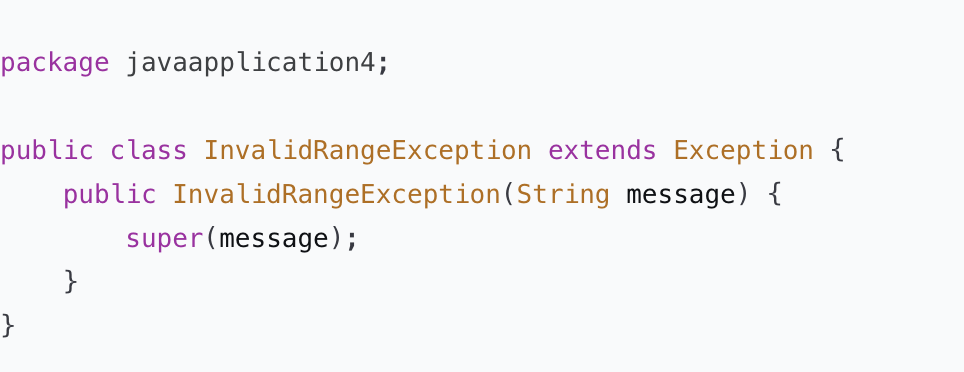 package javaapplication4;
public class InvalidRangeException extends Exception {
    public InvalidRangeException(String message) {
        super(message);
    }
}